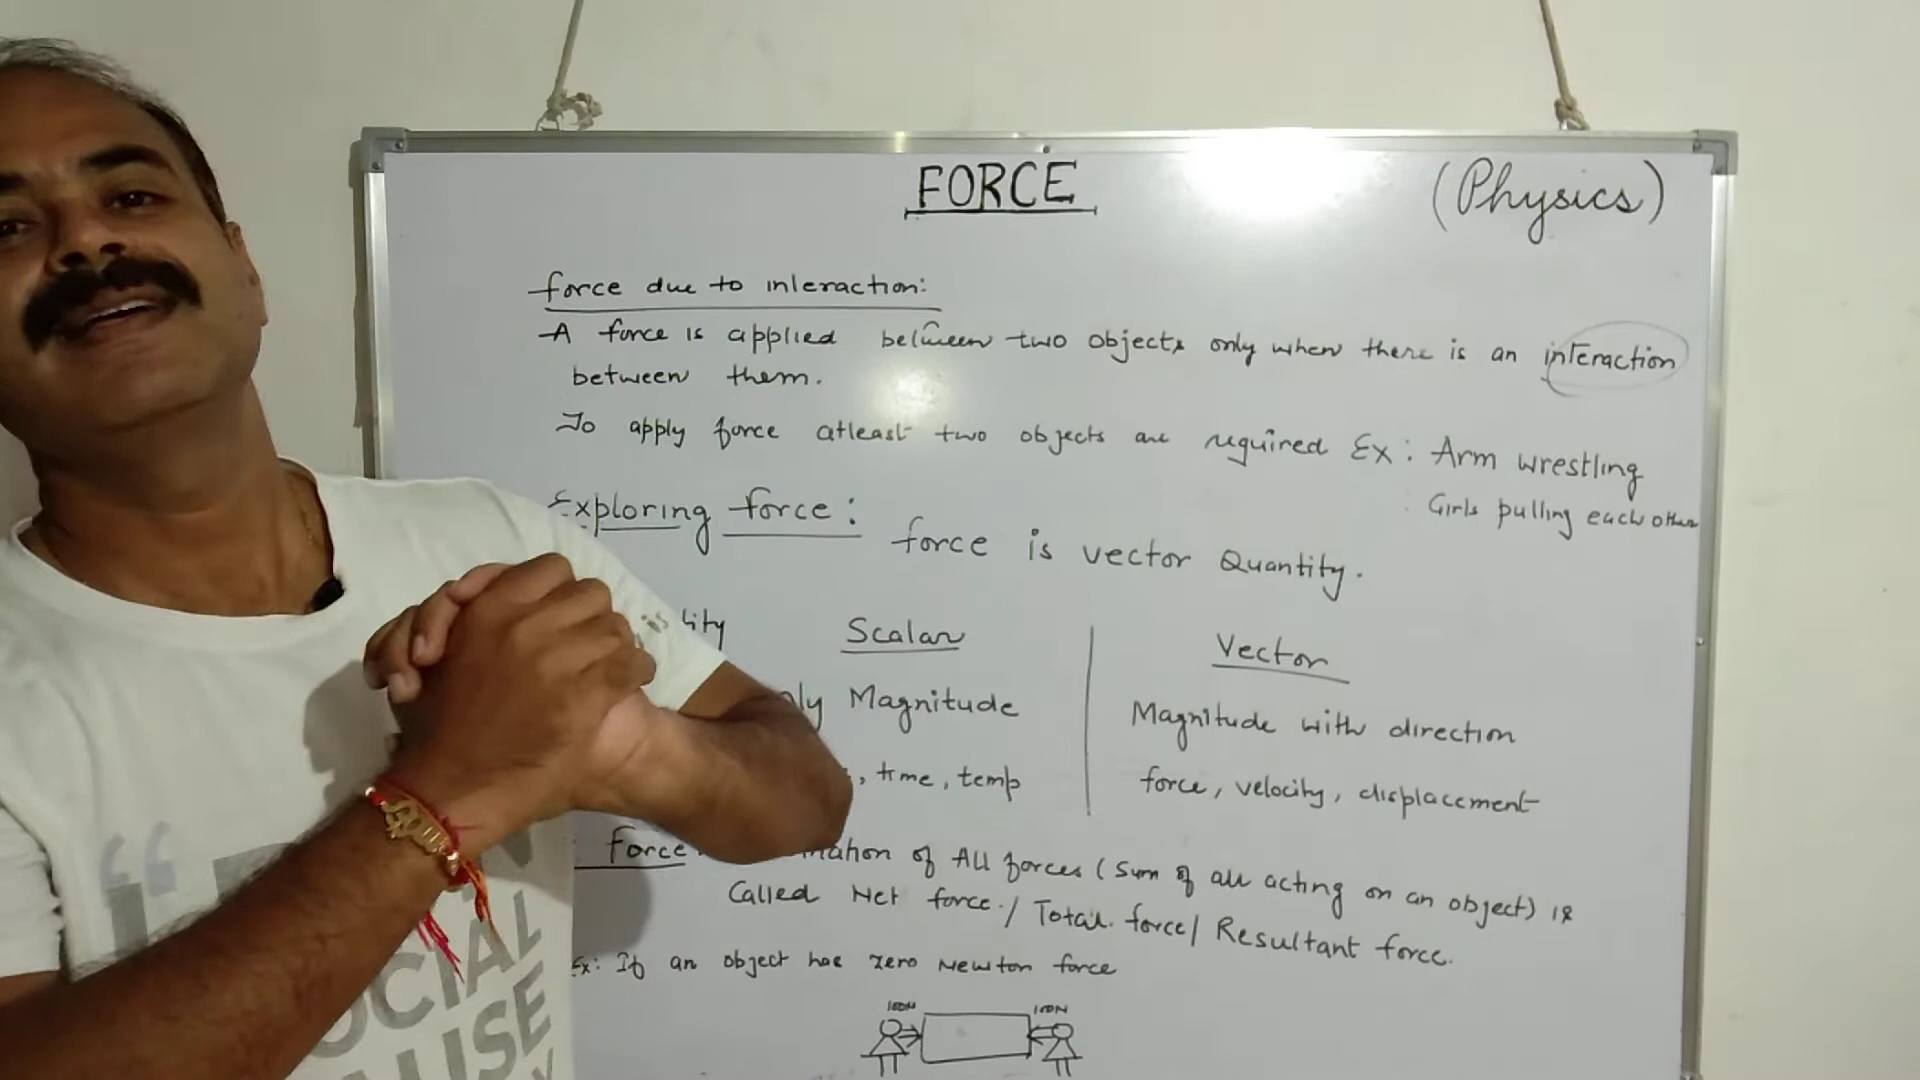 FORCE
(Physics)
force due to interaction:
A force is applied between two objects only when there is an interaction
between them.
To apply force atleast two objects are required Ex: Arm wrestling
Girls pulling each other
Exploring force: force is vector Quantity.
Scalar
Vector
Magnitude
Magnitude with direction
, time, temp
force, velocity, displacement
force
of All forces (Sum of all acting on an object) is
Called Net force / Total force / Resultant force.
Ex: If an object has zero Newton force
100N
100N
OCIAL
USE